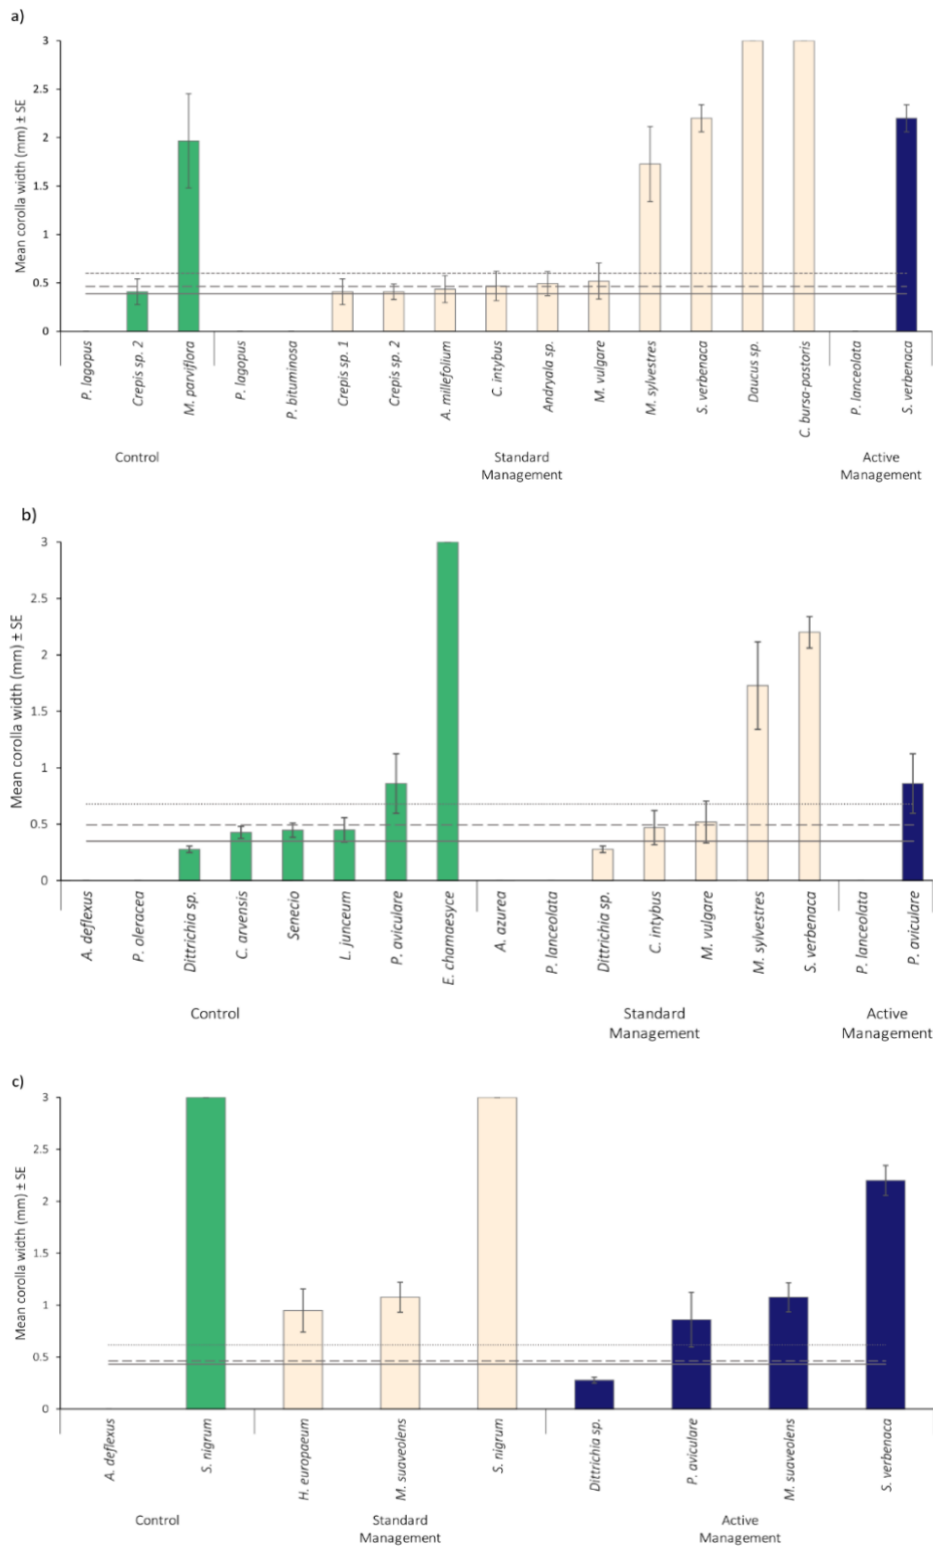 a)
Mean corolla width (mm) ± SE
3
2.5
2
1.5
1
0.5
0
P. lagopus
Crepis sp. 2
M. parviflora
P. lagopus
P. bituminosa
Crepis sp. 1
Crepis sp. 2
A. millefolium
C. intybus
Andryala sp.
M. vulgare
M. sylvestres
S. verbenaca
Daucus sp.
C. bursa-pastoris
P. lanceolata
S. verbenaca
Control
Standard
Management
Active
Management
b)
Mean corolla width (mm) ± SE
3
2.5
2
1.5
1
0.5
0
A. deflexus
P. oleracea
Dittrichia sp.
C. arvensis
Senecio
L. junceum
P. aviculare
E. chamaesyce
A. azurea
P. lanceolata
Dittrichia sp.
C. intybus
M. vulgare
M. sylvestres
S. verbenaca
P. lanceolata
P. aviculare
Control
Standard
Management
Active
Management
c)
Mean corolla width (mm) ± SE
3
2.5
2
1.5
1
0.5
0
A. deflexus
S. nigrum
H. europaeum
M. suaveolens
S. nigrum
Dittrichia sp.
P. aviculare
M. suaveolens
S. verbenaca
Control
Standard
Management
Active
Management